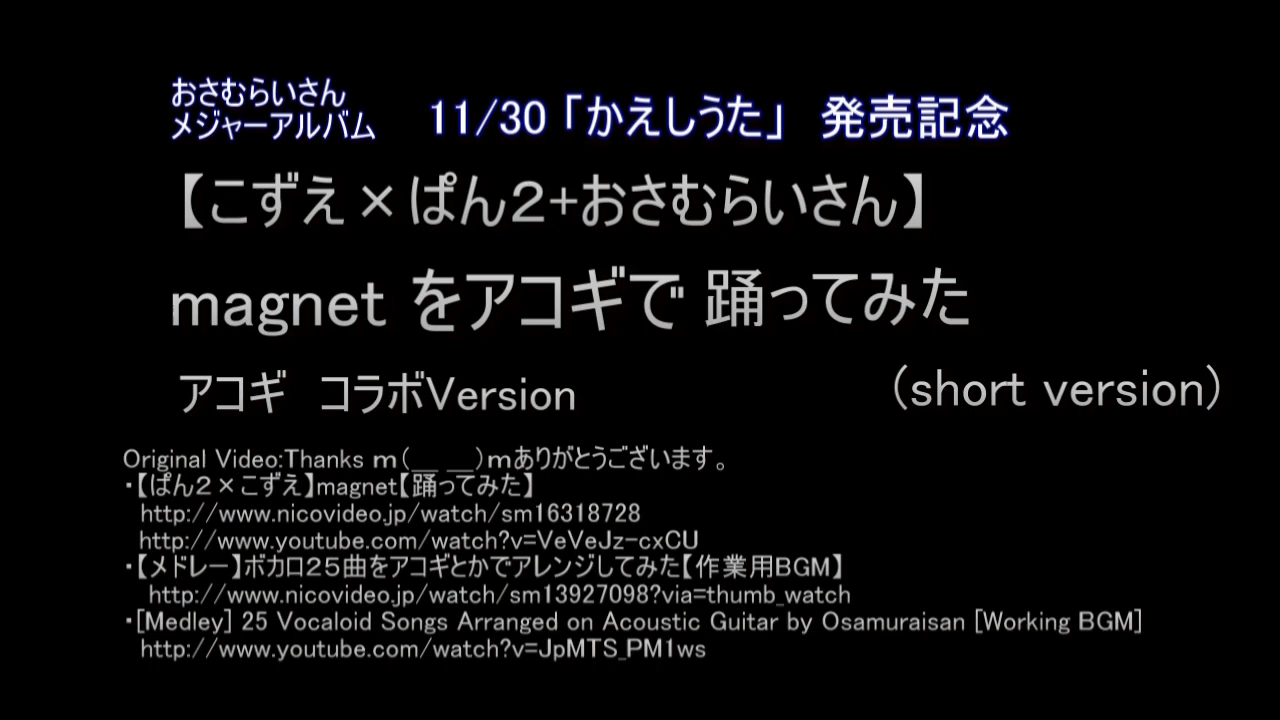 おさむらいさん
メジャーアルバム　11/30「かえしうた」　発売記念
【こずえ×ぱん２+おさむらいさん】
magnet をアコギで 踊ってみた
アコギ　コラボVersion　（short version）
Original Video:Thanks ｍ（＿ ＿）ｍありがとうございます。
・【ぱん２×こずえ】magnet【踊ってみた】
http://www.nicovideo.jp/watch/sm16318728
http://www.youtube.com/watch?v=VeVeJz-cxCU
・【メドレー】ボカロ２５曲をアコギとかでアレンジしてみた【作業用ＢＧＭ】
http://www.nicovideo.jp/watch/sm13927098?via=thumb_watch
・[Medley] 25 Vocaloid Songs Arranged on Acoustic Guitar by Osamuraisan [Working BGM]
http://www.youtube.com/watch?v=JpMTS_PM1ws